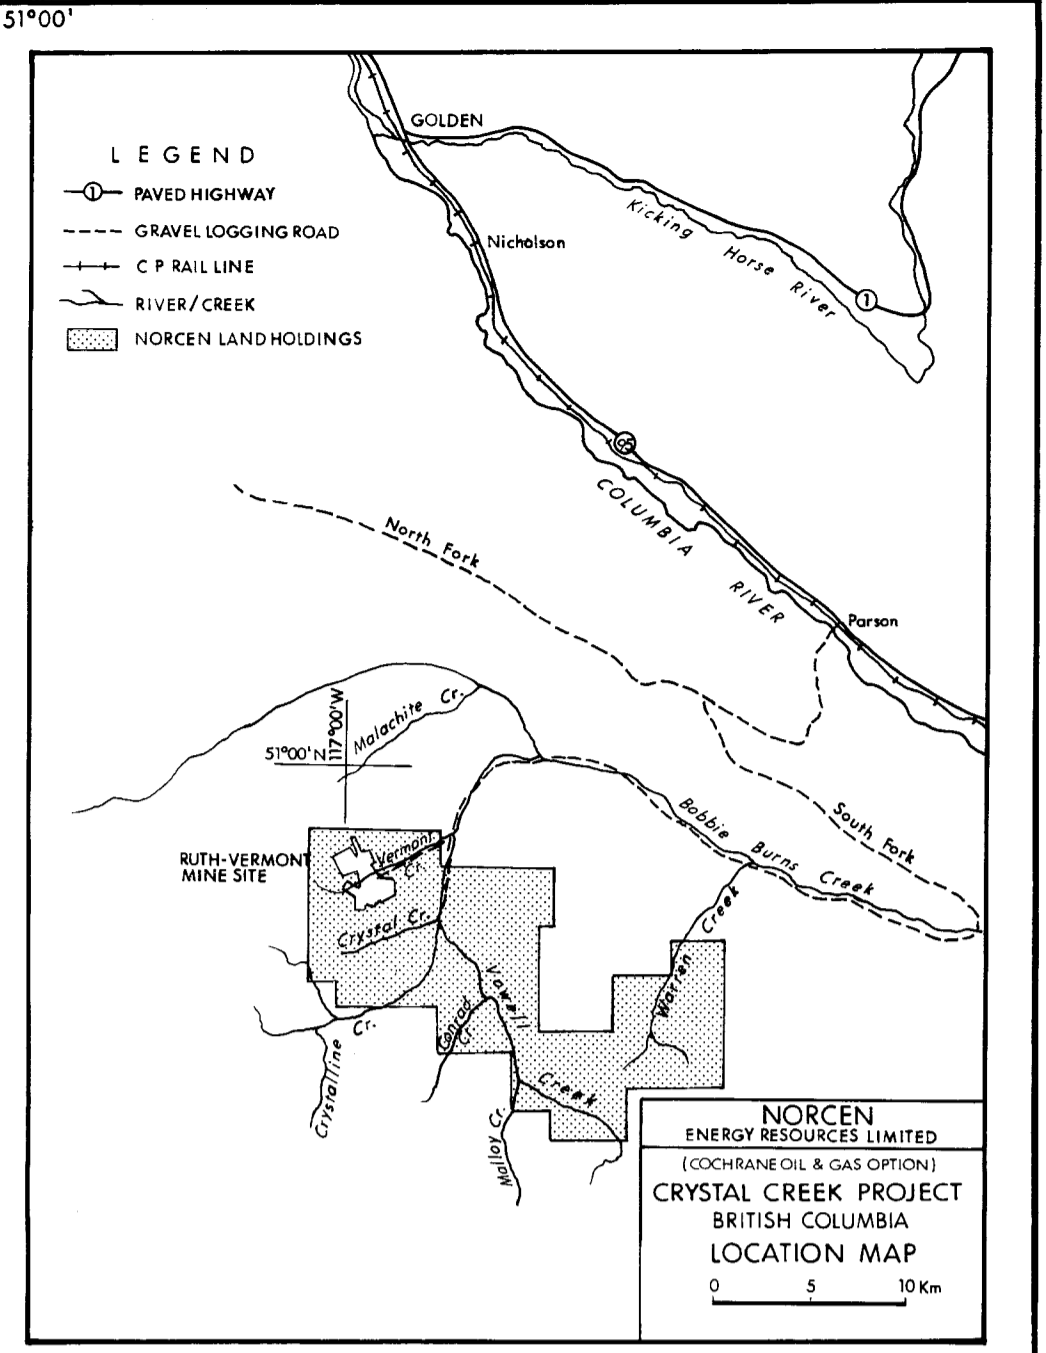 51°00'
GOLDEN
LEGEND
1 PAVED HIGHWAY
GRAVEL LOGGING ROAD
C P RAIL LINE
RIVER/CREEK
NORCEN LAND HOLDINGS
Nicholson
Kicking Horse River
1
95
COLUMBIA RIVER
North Fork
Parson
Malachite Cr.
117°00'W
51°00'N
South Fork
Bobbie Burns Creek
RUTH-VERMONT
MINE SITE
Vermont
Cr.
Crystal Cr.
Warren Creek
Vowell Creek
Conrad
Cr.
Crystalline Cr.
Malloy Cr.
NORCEN
ENERGY RESOURCES LIMITED
(COCHRANE OIL & GAS OPTION)
CRYSTAL CREEK PROJECT
BRITISH COLUMBIA
LOCATION MAP
0 5 10 Km